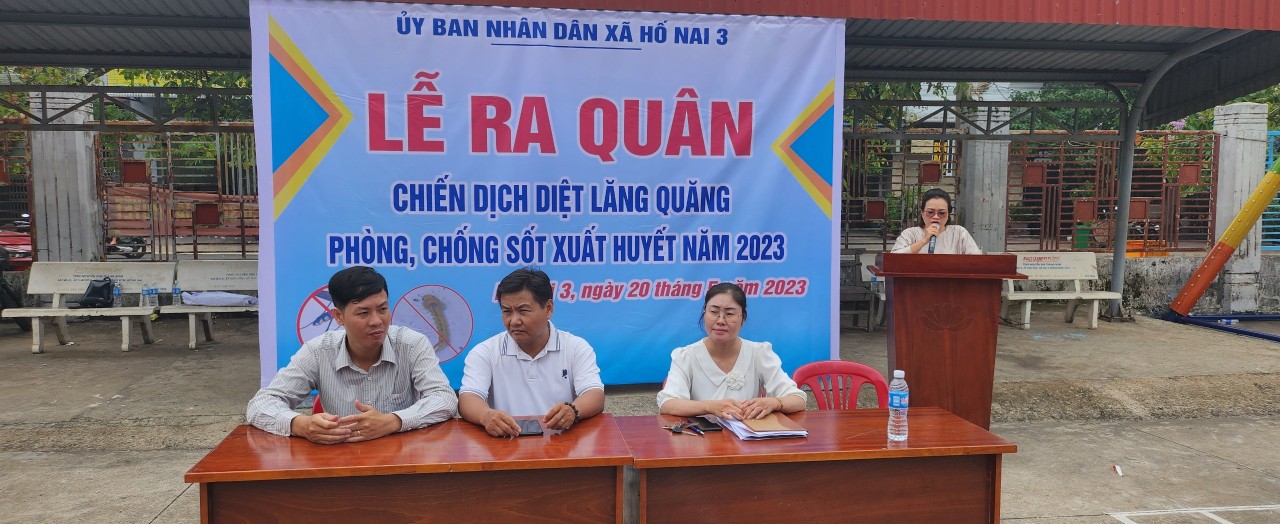 ỦY BAN NHÂN DÂN XÃ HỐ NAI 3
LỄ RA QUÂN
CHIẾN DỊCH DIỆT LĂNG QUĂNG
PHÒNG, CHỐNG SỐT XUẤT HUYẾT NĂM 2023
3, ngày 20 tháng 2023